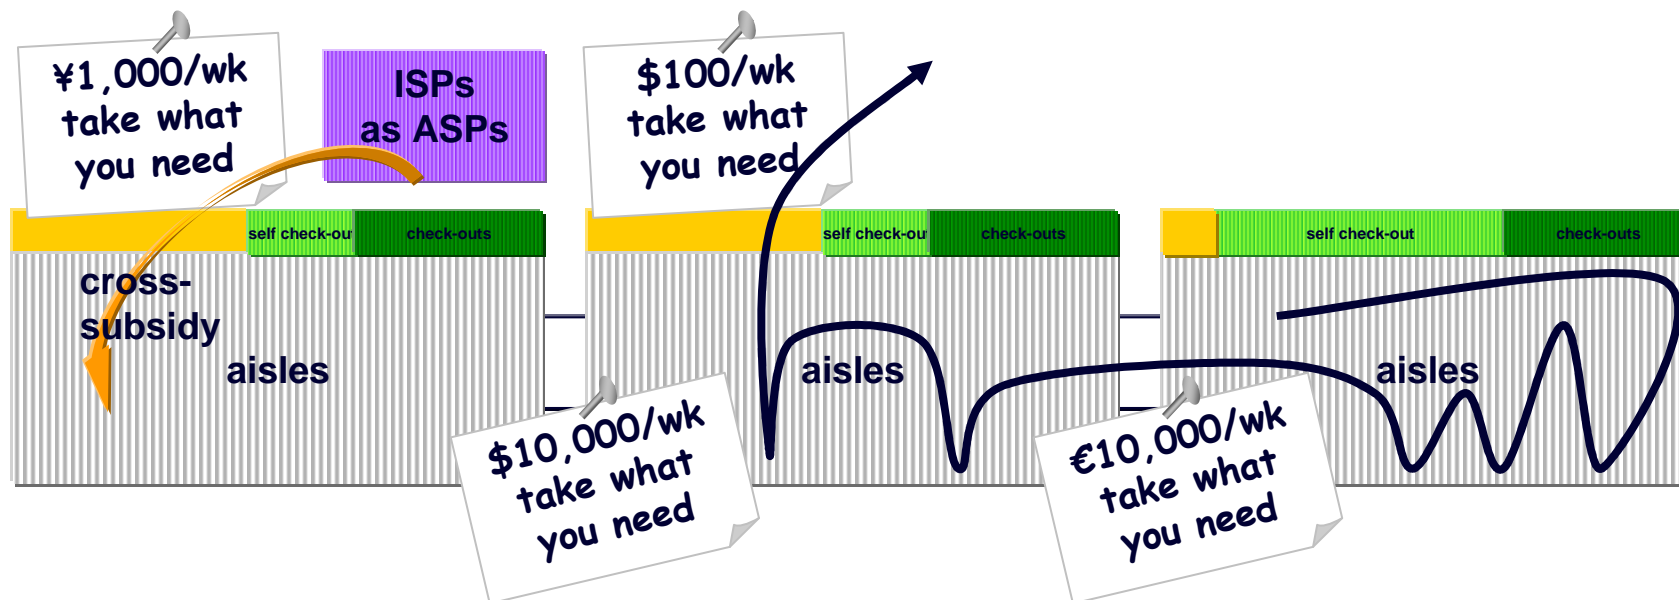 ¥1,000/wk
take what
you need
ISPs
as ASPs
$100/wk
take what
you need
self check-out
check-outs
self check-out
check-outs
self check-out
check-outs
cross-
subsidy
aisles
aisles
aisles
$10,000/wk
take what
you need
€10,000/wk
take what
you need